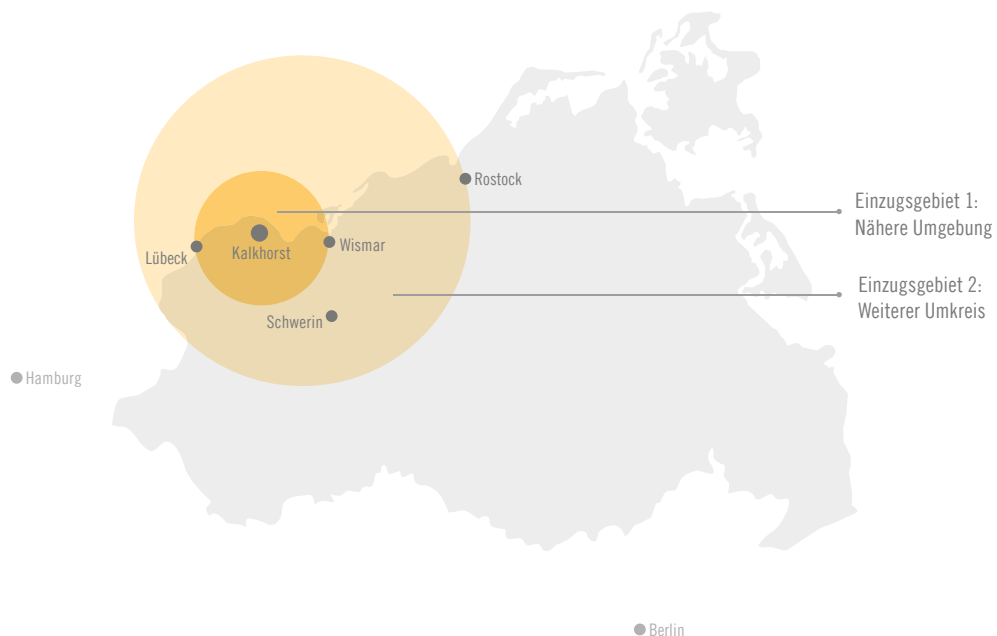 Rostock
Einzugsgebiet 1:
Nähere Umgebung
Wismar
Kalkhorst
Lübeck
Einzugsgebiet 2:
Weiterer Umkreis
Schwerin
Hamburg
Berlin